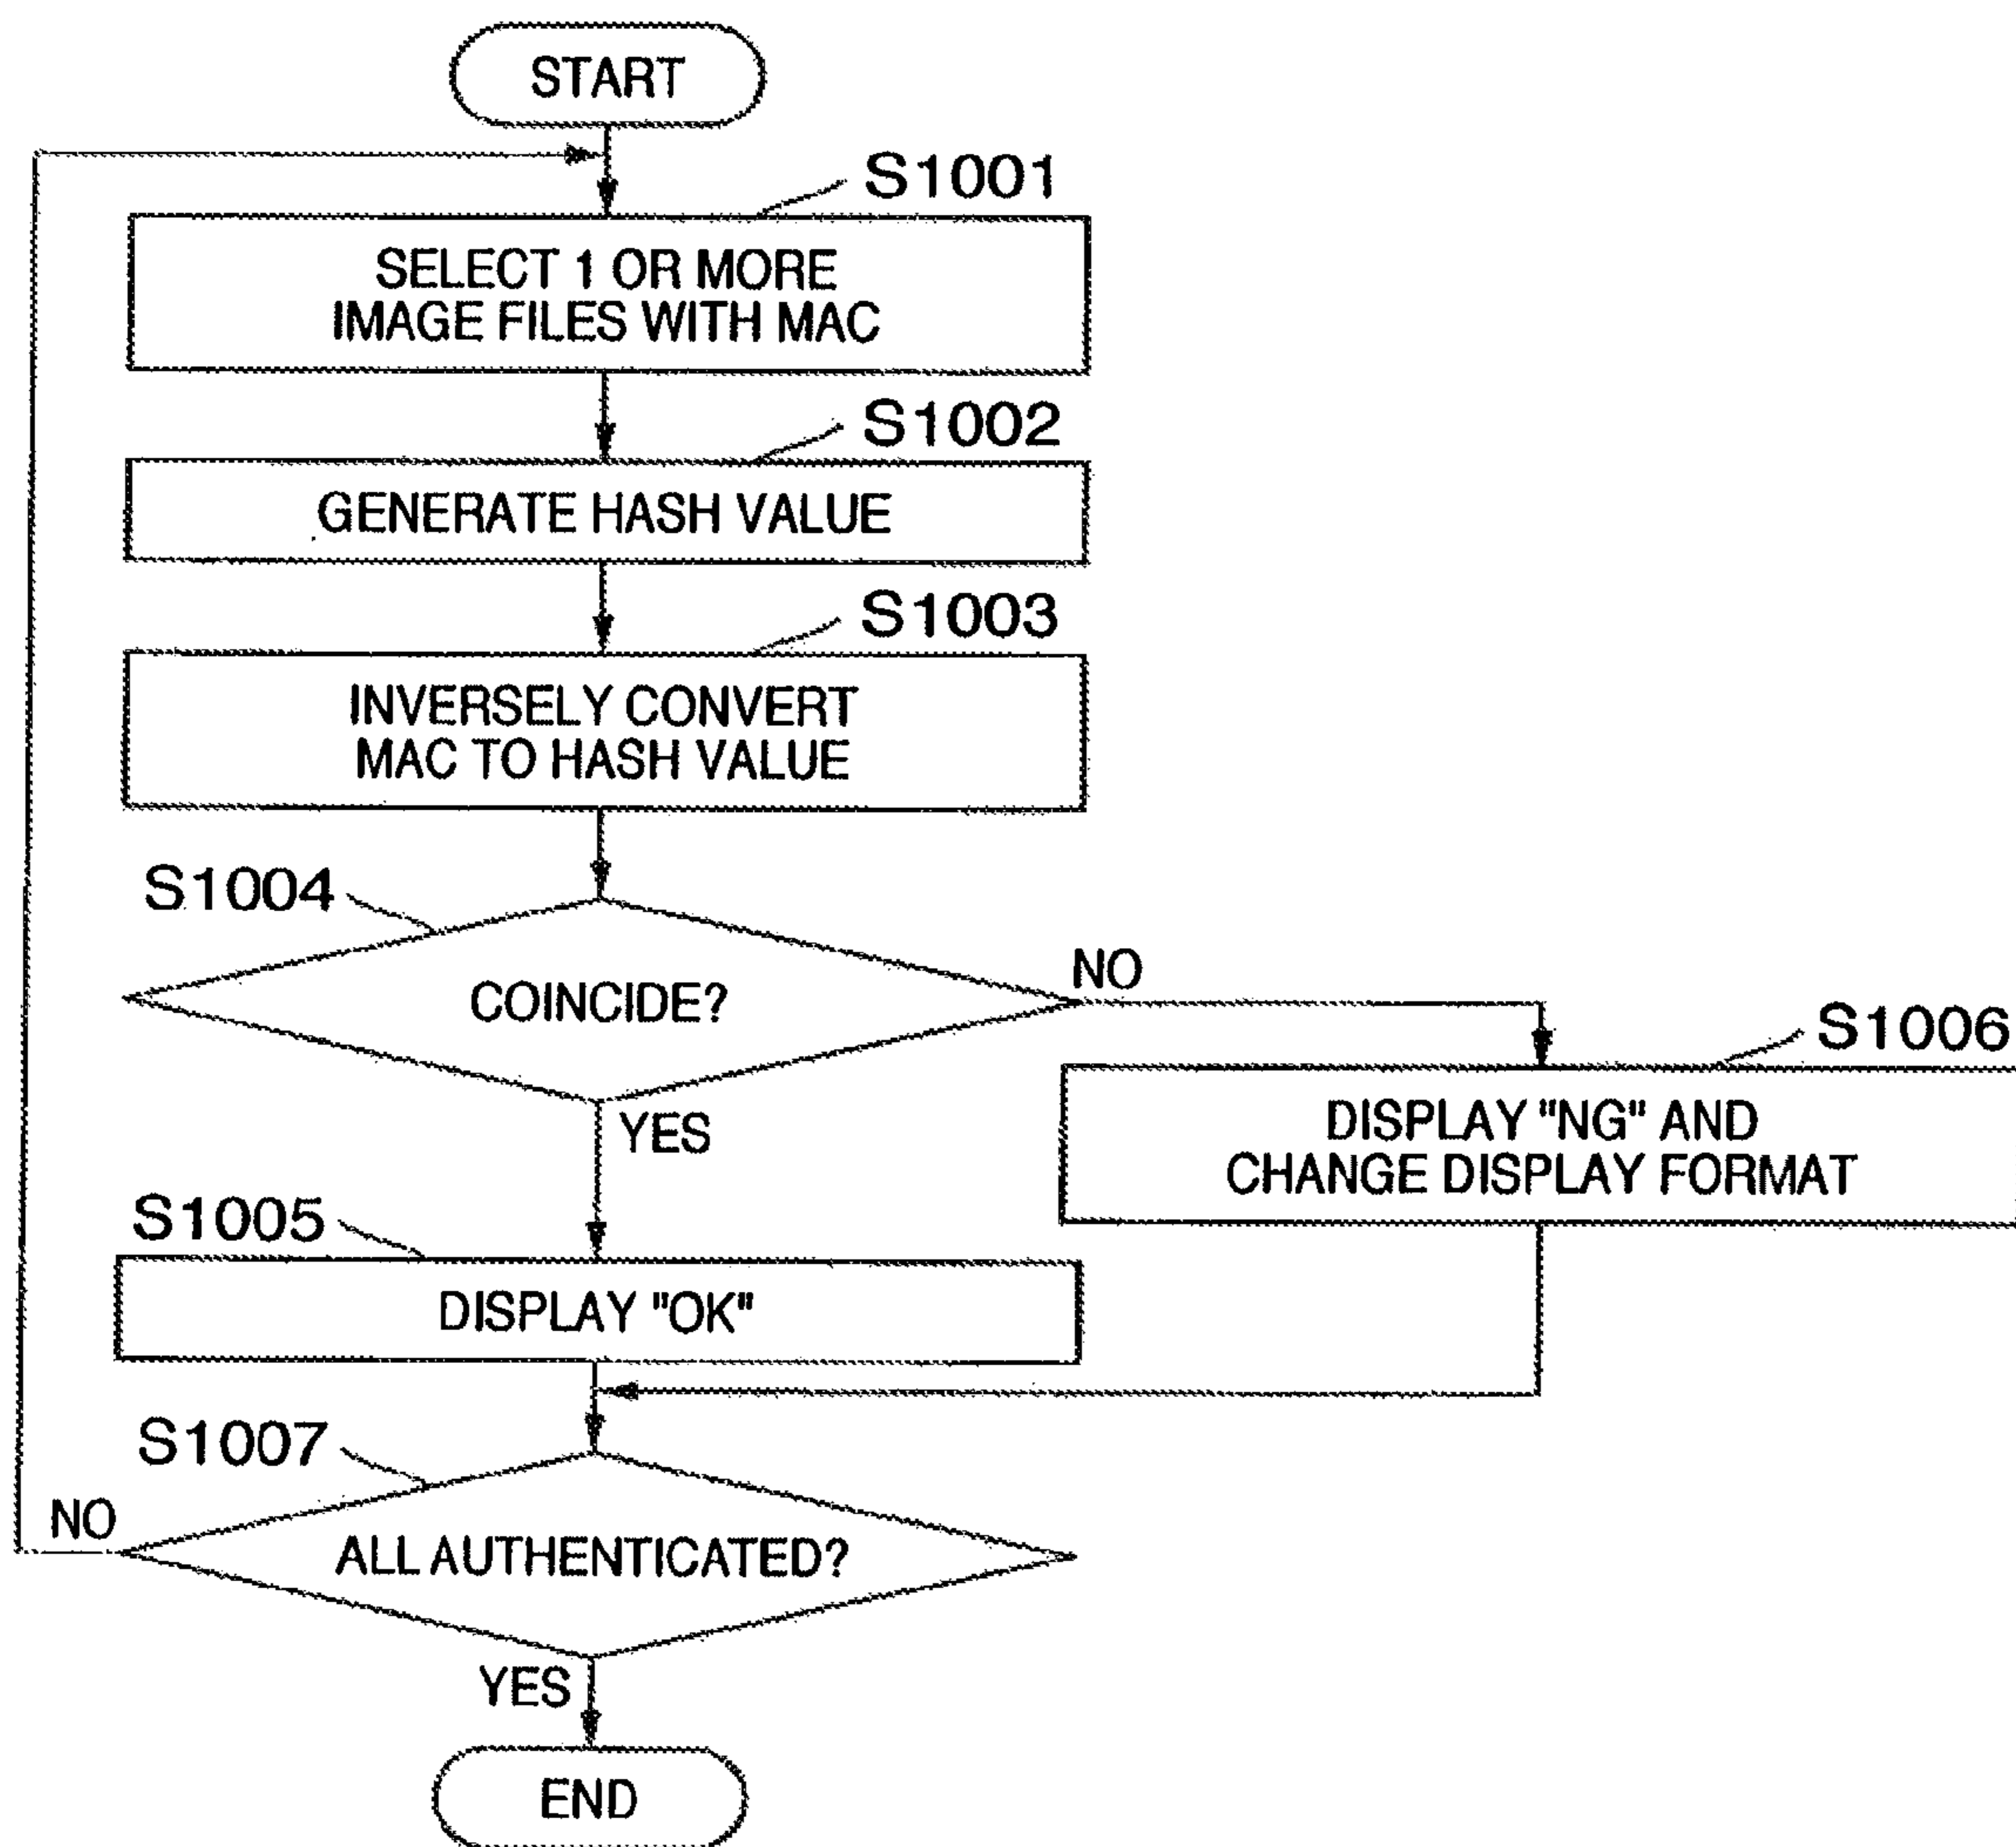 START
S1001
SELECT 1 OR MORE
IMAGE FILES WITH MAC
S1002
GENERATE HASH VALUE
S1003
INVERSELY CONVERT
MAC TO HASH VALUE
S1004
COINCIDE?
NO
YES
S1006
DISPLAY "NG" AND
CHANGE DISPLAY FORMAT
S1005
DISPLAY "OK"
S1007
ALL AUTHENTICATED?
NO
YES
END